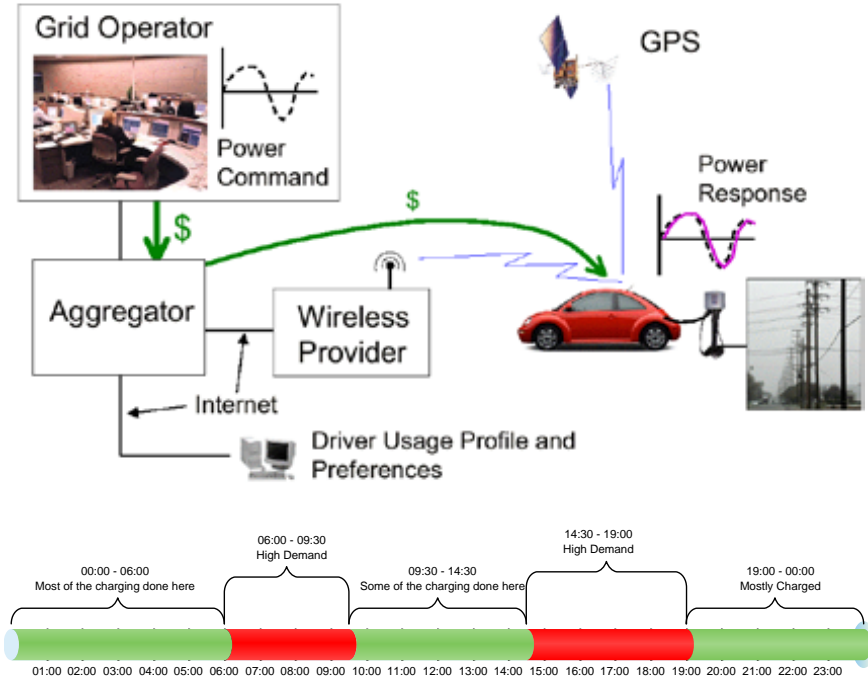 Grid Operator
GPS
Power
Command
Power
Response
$
$
Aggregator
Wireless
Provider
Internet
Driver Usage Profile and
Preferences
14:30 - 19:00
High Demand
06:00 - 09:30
High Demand
00:00 - 06:00
Most of the charging done here
09:30 - 14:30
Some of the charging done here
19:00 - 00:00
Mostly Charged
01:00 02:00 03:00 04:00 05:00 06:00 07:00 08:00 09:00 10:00 11:00 12:00 13:00 14:00 15:00 16:00 17:00 18:00 19:00 20:00 21:00 22:00 23:00